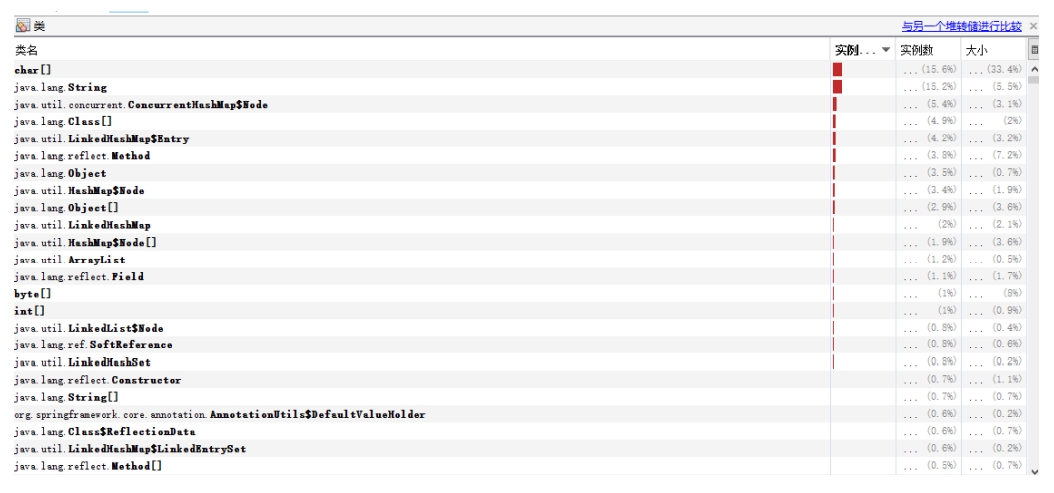 类 与另一个堆转储进行比较 ×
类名 实例... 实例数 大小
char[] ... (15.6%) ... (33.4%)
java.lang.String ... (15.2%) ... (5.5%)
java.util.concurrent.ConcurrentHashMap$Node ... (5.4%) ... (3.1%)
java.lang.Class[] ... (4.9%) ... (2%)
java.util.LinkedHashMap$Entry ... (4.2%) ... (3.2%)
java.lang.reflect.Method ... (3.8%) ... (7.2%)
java.lang.Object ... (3.5%) ... (0.7%)
java.util.HashMap$Node ... (3.4%) ... (1.9%)
java.lang.Object[] ... (2.9%) ... (3.6%)
java.util.LinkedHashMap ... (2%) ... (2.1%)
java.util.HashMap$Node[] ... (1.9%) ... (3.6%)
java.util.ArrayList ... (1.2%) ... (0.5%)
java.lang.reflect.Field ... (1.1%) ... (1.7%)
byte[] ... (1%) ... (8%)
int[] ... (1%) ... (0.9%)
java.util.LinkedList$Node ... (0.8%) ... (0.4%)
java.lang.ref.SoftReference ... (0.8%) ... (0.6%)
java.util.LinkedHashSet ... (0.8%) ... (0.2%)
java.lang.reflect.Constructor ... (0.7%) ... (1.1%)
java.lang.String[] ... (0.7%) ... (0.7%)
org.springframework.core.annotation.AnnotationUtils$DefaultValueHolder ... (0.6%) ... (0.2%)
java.lang.Class$ReflectionData ... (0.6%) ... (0.7%)
java.util.LinkedHashMap$LinkedEntrySet ... (0.6%) ... (0.2%)
java.lang.reflect.Method[] ... (0.5%) ... (0.7%)